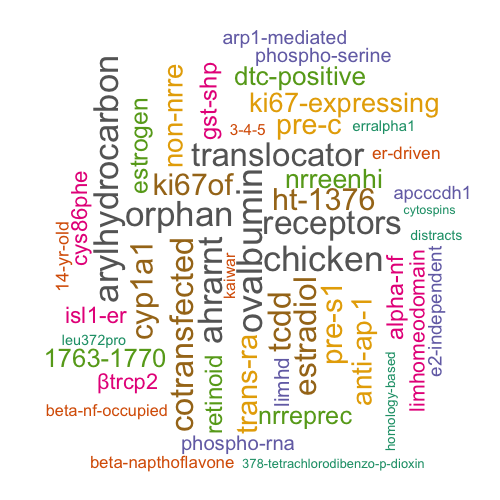 arp1-mediated
phospho-serine
dtc-positive
ki67-expressing
3-4-5
pre-c
erralpha1
translocator
er-driven
arylhydrocarbon
estrogen
non-nrre
gst-shp
ki67of
nrreenhi
ht-1376
apcccdh1
cytospins
orphan
receptors
distracts
cys86phe
14-yr-old
cyp1a1
cotransfected
ahrarnt
kaiwar
ovalbumin
chicken
isl1-er
leu372pro
1763-1770
βtrcp2
beta-nf-occupied
retinoid
trans-ra
limhd
tcdd
estradiol
pre-s1
anti-ap-1
alpha-nf
limhomeodomain
e2-independent
homology-based
nrreprec
phospho-rna
beta-napthoflavone
378-tetrachlorodibenzo-p-dioxin